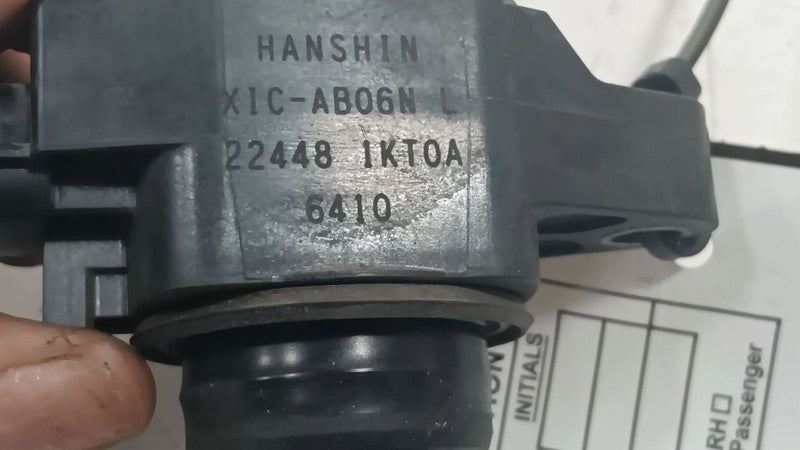 HANSHIN
XIC-AB06N L
22448 1KT0A
6410
INITIALS
RH
Passenger